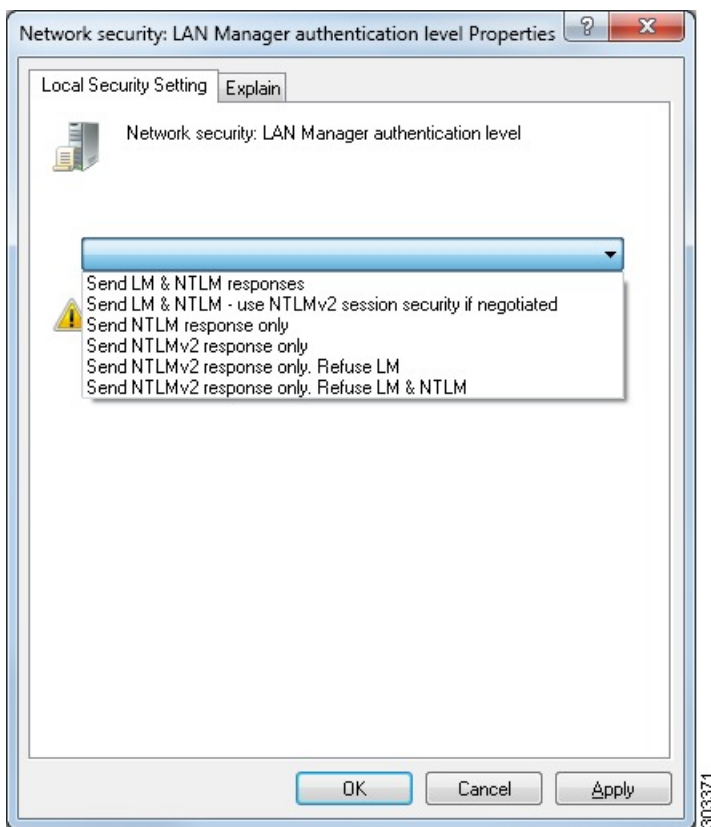 Network security: LAN Manager authentication level Properties
Local Security Setting
Explain
Network security: LAN Manager authentication level
Send LM & NTLM responses
Send LM & NTLM - use NTLMv2 session security if negotiated
Send NTLM response only
Send NTLMv2 response only
Send NTLMv2 response only. Refuse LM
Send NTLMv2 response only. Refuse LM & NTLM
OK
Cancel
Apply
303371